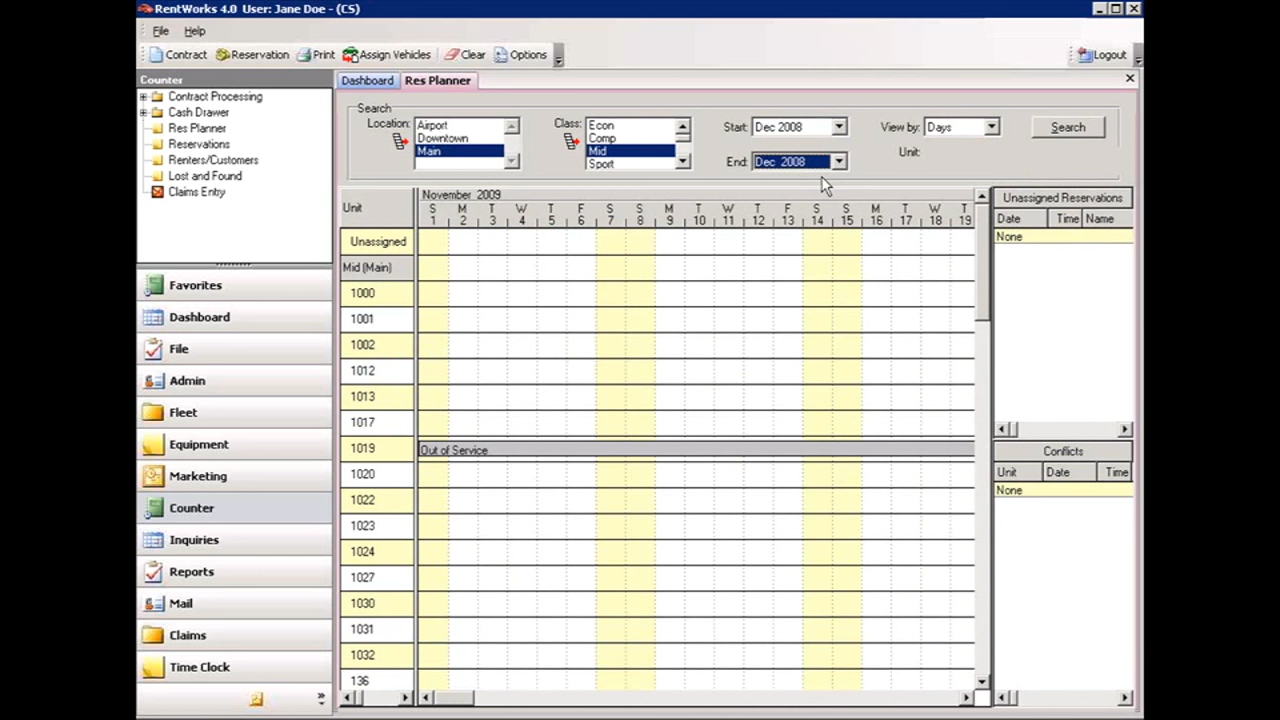 RentWorks 4.0 User: Jane Doe - (CS)
File Help
Contract Reservation Print Assign Vehicles Clear Options Logout
Counter
Contract Processing
Cash Drawer
Res Planner
Reservations
Renters/Customers
Lost and Found
Claims Entry
Favorites
Dashboard
File
Admin
Fleet
Equipment
Marketing
Counter
Inquiries
Reports
Mail
Claims
Time Clock
Dashboard Res Planner
Search
Location: Airport
Downtown
Main
Class: Econ
Comp
Mid
Sport
Start: Dec 2008
End: Dec 2008
View by: Days
Unit:
Search
Unit
November 2009
S M T W T F S S M T W T F S S M T W T
1 2 3 4 5 6 7 8 9 10 11 12 13 14 15 16 17 18 19
Unassigned
Mid (Main)
1000
1001
1002
1012
1013
1017
1019 Out of Service
1020
1022
1023
1024
1027
1030
1031
1032
136
Unassigned Reservations
Date Time Name
None
Conflicts
Unit Date Time
None